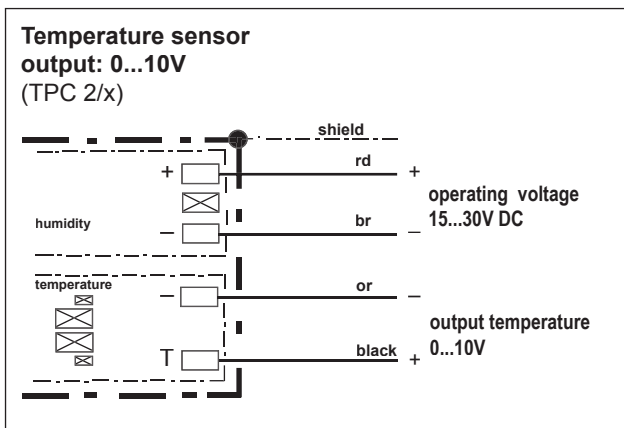 Temperature sensor
output: 0...10V
(TPC 2/x)
shield
+ rd +
operating voltage
15...30V DC
humidity
– br –
temperature
– or –
output temperature
0...10V
T black +